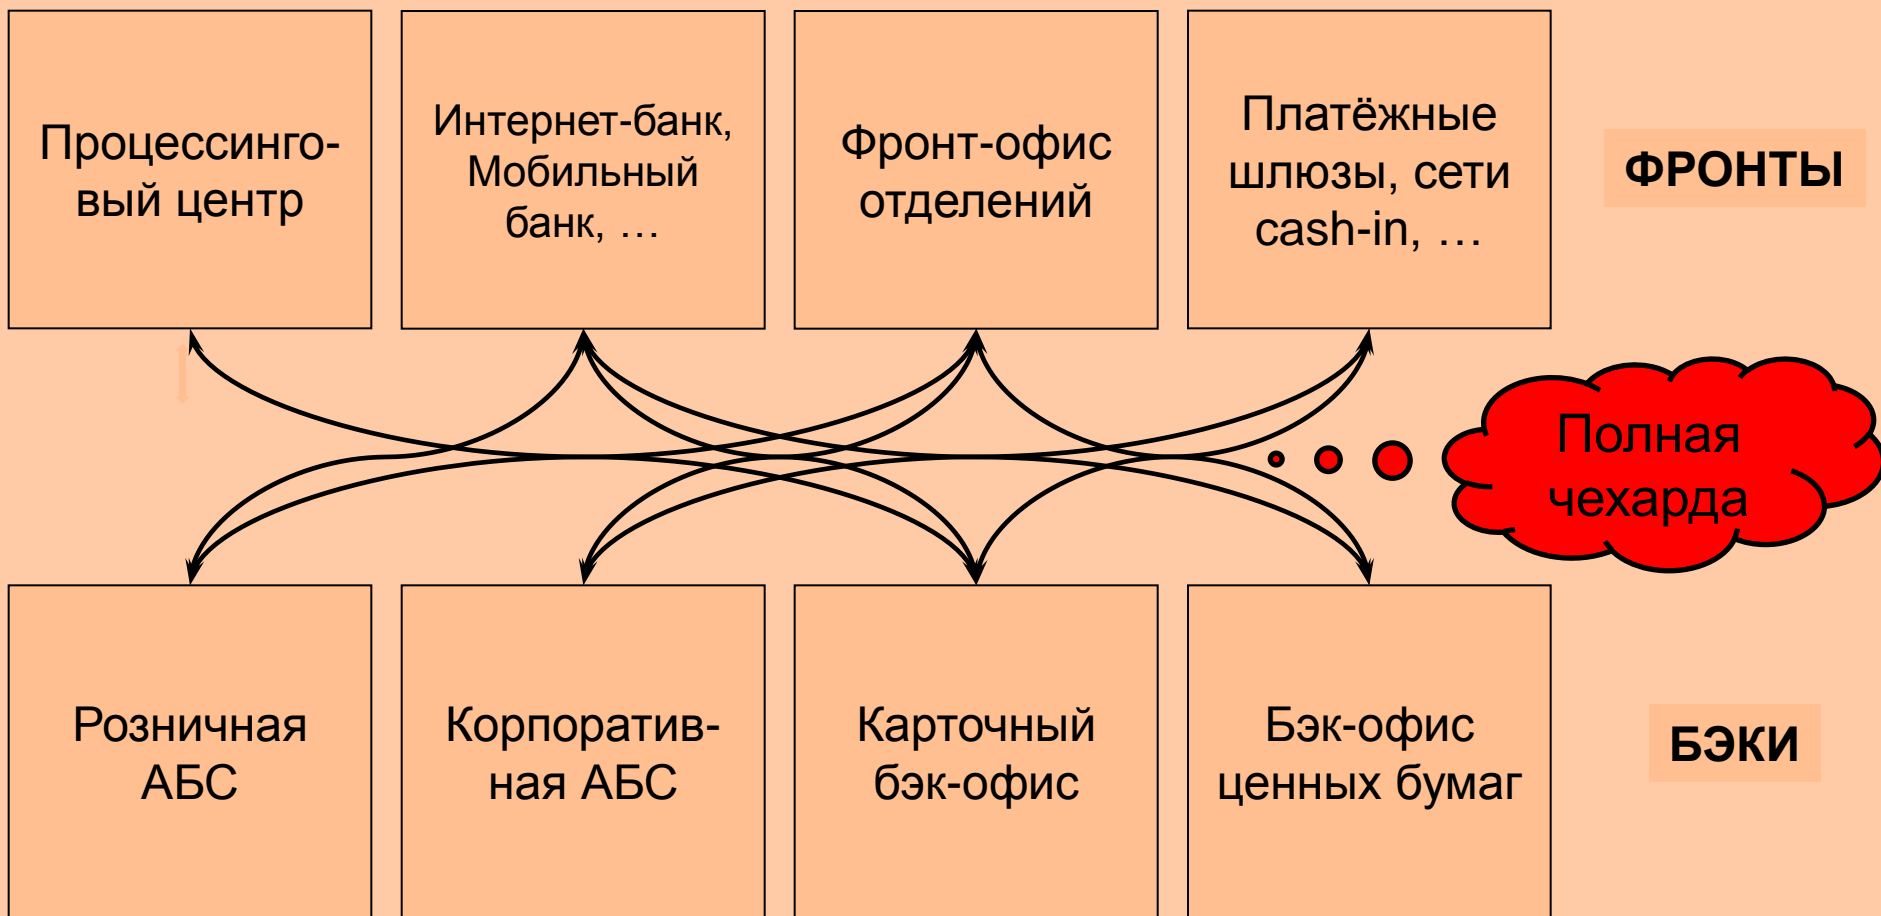 Процессинго-
вый центр
Интернет-банк,
Мобильный
банк, …
Фронт-офис
отделений
Платёжные
шлюзы, сети
cash-in, …
ФРОНТЫ
Полная
чехарда
Розничная
АБС
Корпоратив-
ная АБС
Карточный
бэк-офис
Бэк-офис
ценных бумаг
БЭКИ